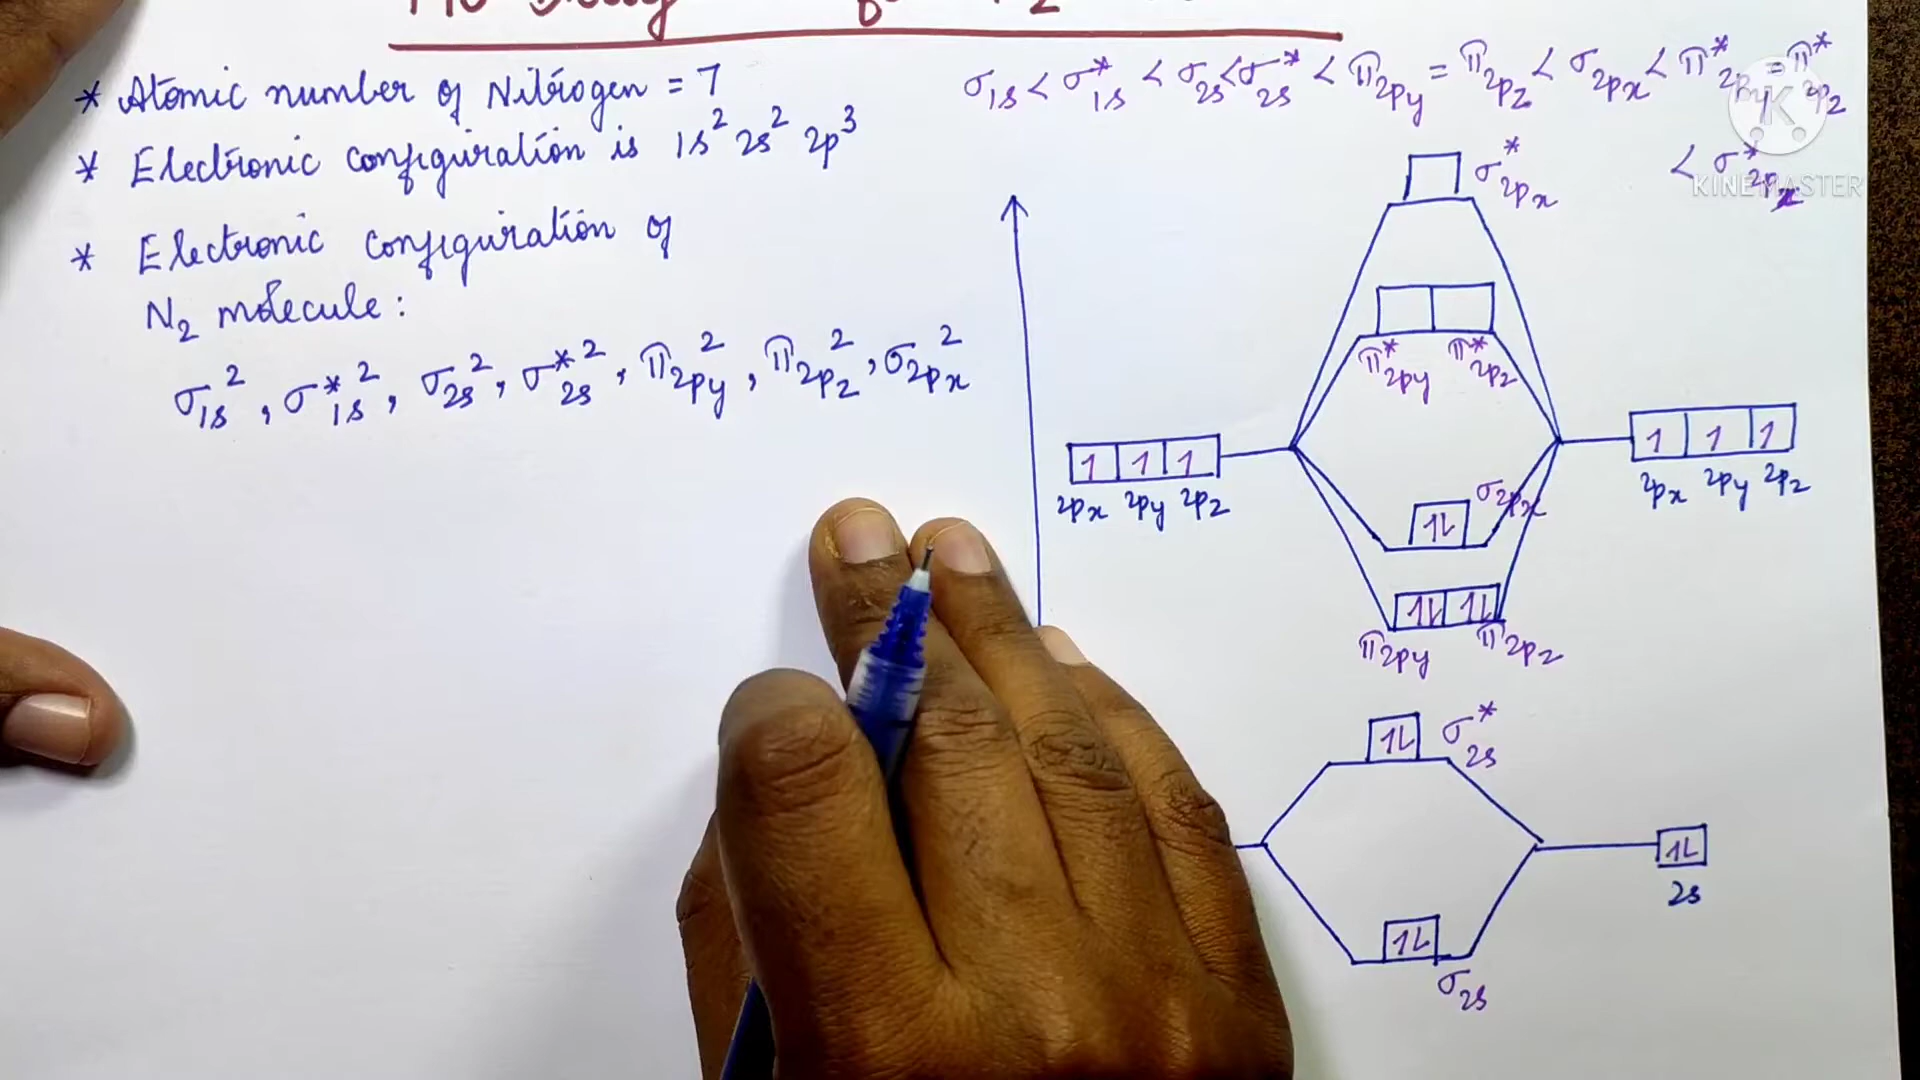 * Atomic number of Nitrogen = 7
* Electronic configuration is 1s² 2s² 2p³
* Electronic configuration of
N₂ molecule:
σ1s², σ*1s², σ2s², σ*2s², π2py², π2pz², σ2px²
σ1s < σ*1s < σ2s < σ2s* < π2py = π2pz < σ2px < π*2py = π*2pz
< σ*2px
K
KINEMASTER
σ*2px
π*2py π*2pz
1 1 1
2px 2py 2pz
1 1 1
2px 2py 2pz
σ2px
1L
1L 1L
π2py π2pz
1L σ*2s
1L
2s
1L
σ2s